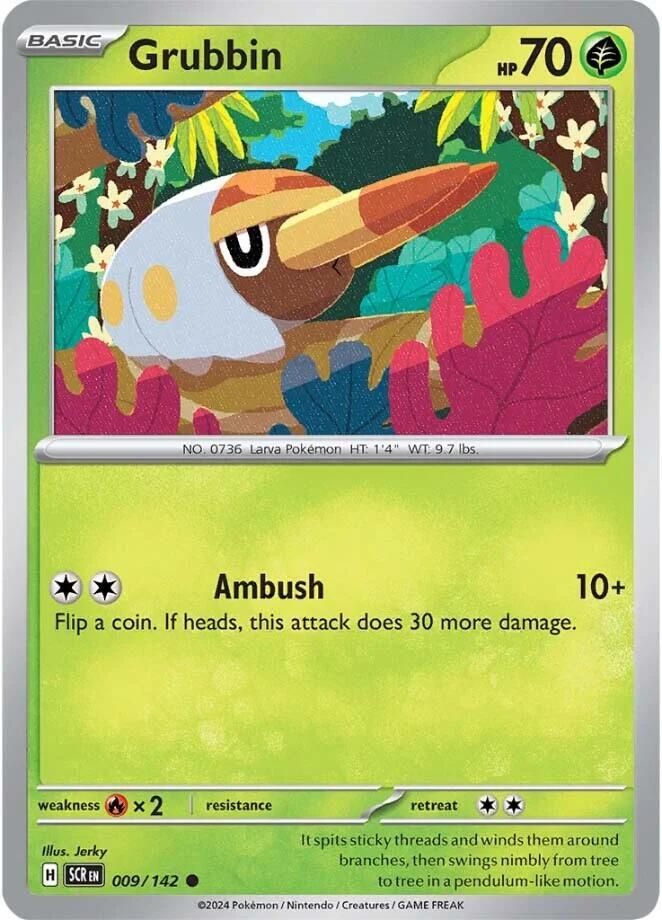 BASIC Grubbin HP 70
NO. 0736 Larva Pokémon HT: 1'4" WT: 9.7 lbs.
Ambush 10+
Flip a coin. If heads, this attack does 30 more damage.
weakness ×2 resistance retreat
Illus. Jerky
H SCR EN 009/142
It spits sticky threads and winds them around
branches, then swings nimbly from tree
to tree in a pendulum-like motion.
©2024 Pokémon / Nintendo / Creatures / GAME FREAK